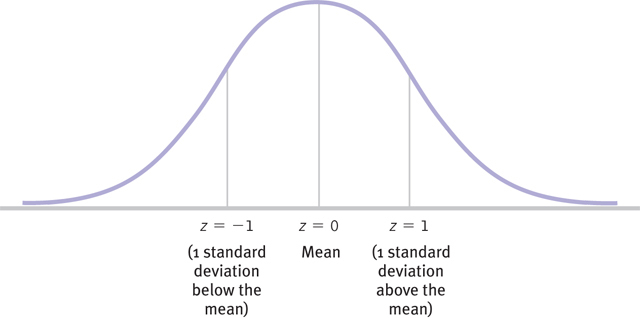 z = −1
(1 standard
deviation
below the
mean)
z = 0
Mean
z = 1
(1 standard
deviation
above the
mean)